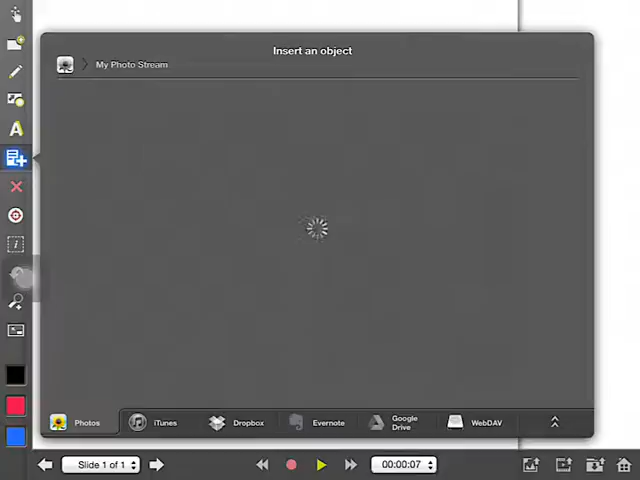 Insert an object
My Photo Stream
A
i
Photos
iTunes
Dropbox
Evernote
Google
Drive
WebDAV
Slide 1 of 1
00:00:07